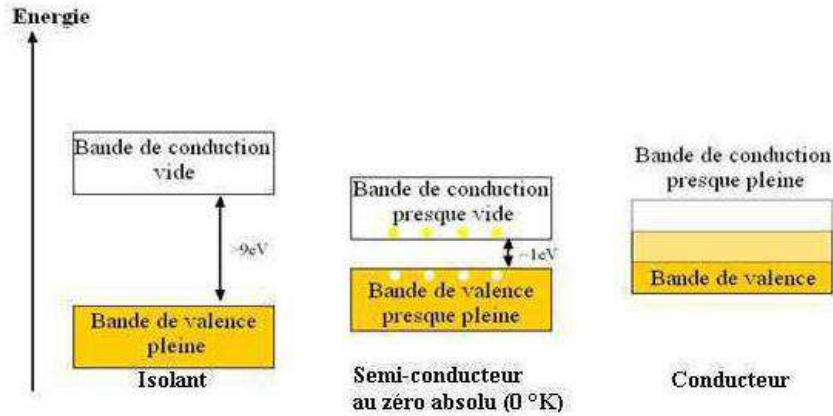 Energie
Bande de conduction
vide
~9eV
Bande de valence
pleine
Isolant
Bande de conduction
presque vide
~1eV
Bande de valence
presque pleine
Semi-conducteur
au zéro absolu (0 °K)
Bande de conduction
presque pleine
Bande de valence
Conducteur